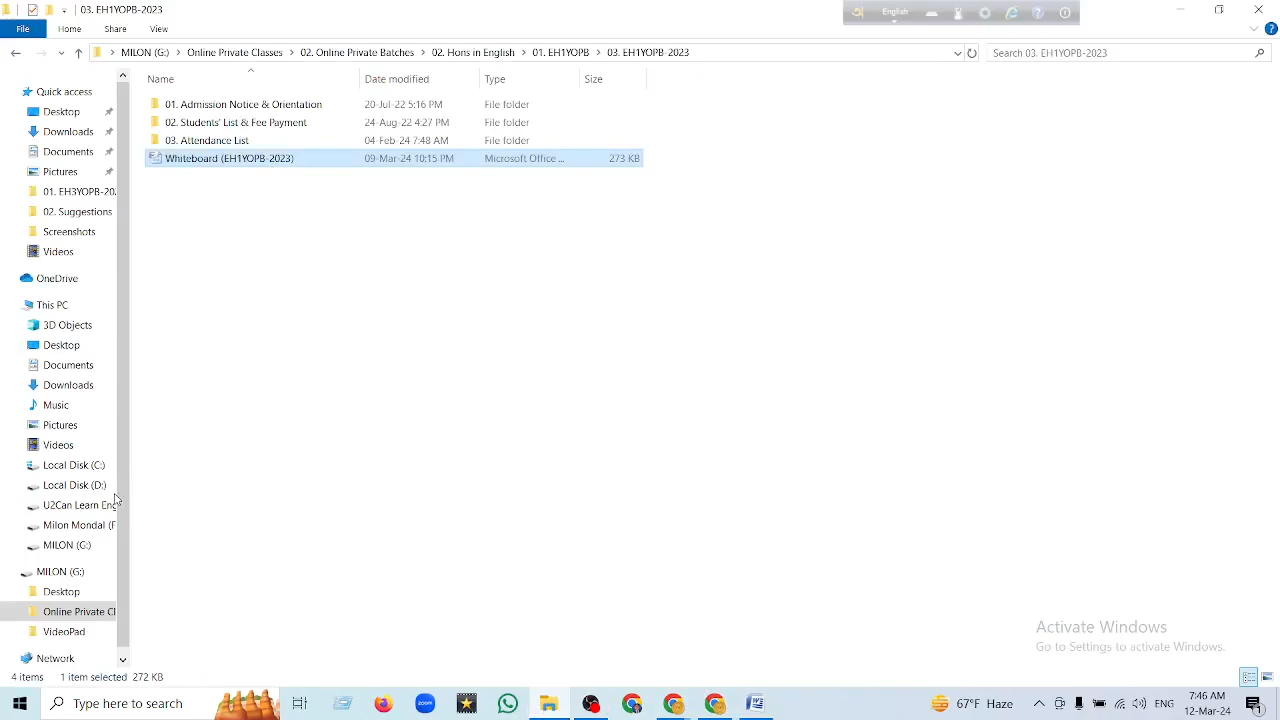 03. EH1YOPB-2023
English
File
Home
Share
View
MILON (G:)
Online Private Classes
02. Online Private Batches
02. Hons in English
01. EH1YOPB
03. EH1YOPB-2023
Search 03. EH1YOPB-2023
Name
Date modified
Type
Size
01. Admission Notice & Orientation
20-Jul-22 5:16 PM
File folder
02. Students' List & Fee Payment
24-Aug-22 4:27 PM
File folder
03. Attendance List
04-Feb-24 7:48 AM
File folder
Whiteboard (EH1YOPB-2023)
09-Mar-24 10:15 PM
Microsoft Office ...
273 KB
Quick access
Desktop
Downloads
Documents
Pictures
01. EH3YOPB-20
02. Suggestions
Screenshots
Videos
OneDrive
This PC
3D Objects
Desktop
Documents
Downloads
Music
Pictures
Videos
Local Disk (C:)
Local Disk (D:)
U2Can Learn Eng
Milon Mondal (F
MILON (G:)
MILON (G:)
Desktop
Online Private Cl
VideoPad
Network
Activate Windows
Go to Settings to activate Windows.
4 items
1 item selected 272 KB
Type here to search
zoom
67°F Haze
7:46 AM
12-Mar-24